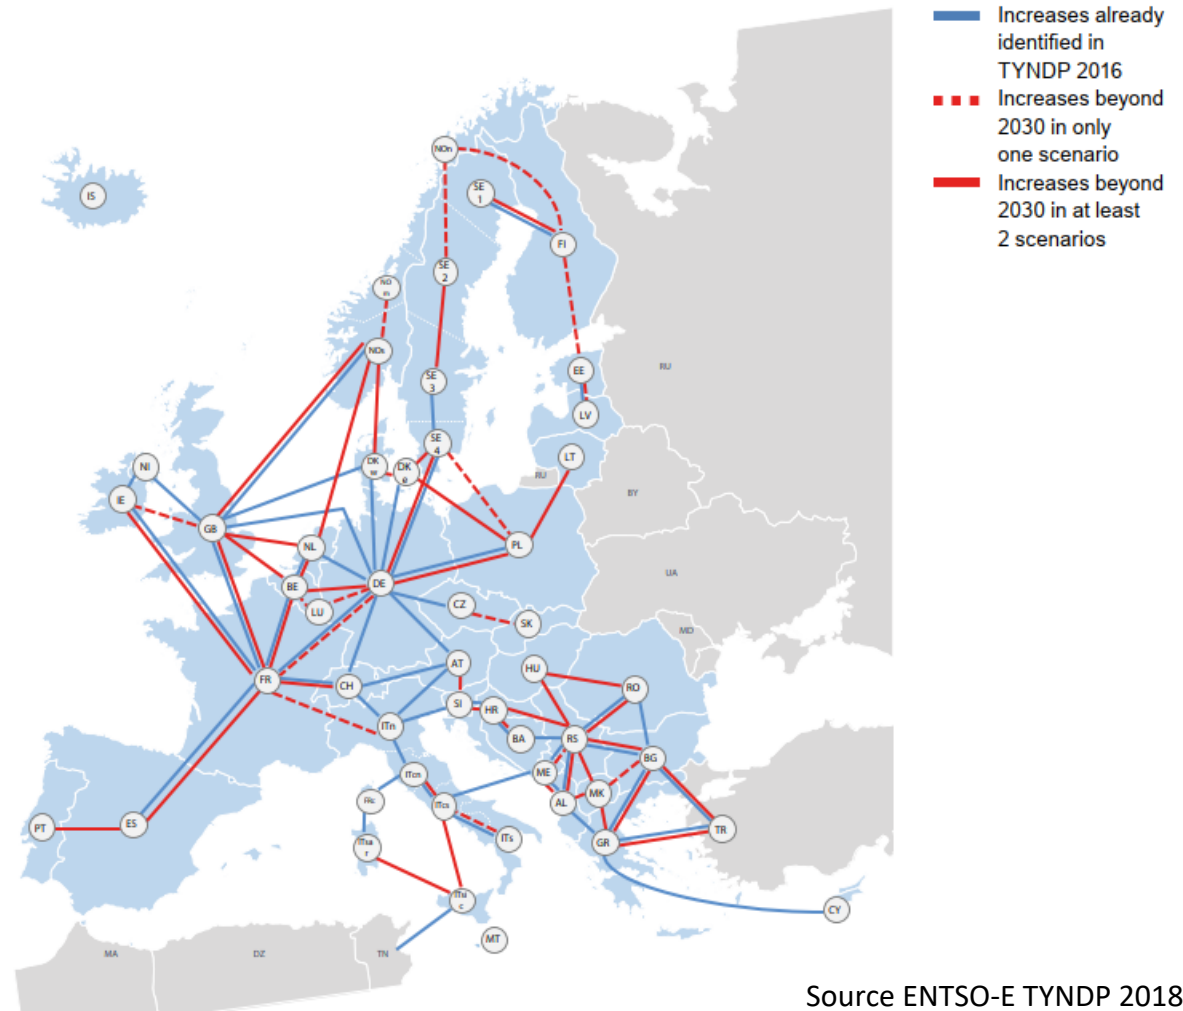 Increases already
identified in
TYNDP 2016
Increases beyond
2030 in only
one scenario
Increases beyond
2030 in at least
2 scenarios
NOn
SE
1
IS
FI
SE
2
NO
m
NOs
RU
EE
SE
3
LV
SE
4
LT
NI
DK
w
DK
e
RU
BY
IE
GB
NL
PL
UA
BE
DE
LU
CZ
SK
MD
AT
HU
FR
CH
RO
SI
HR
ITn
BA
RS
BG
ITcn
ME
FRc
ITcs
AL
MK
PT
ES
ITs
GR
TR
ITsa
r
ITsi
c
CY
MT
MA
DZ
TN
Source ENTSO-E TYNDP 2018